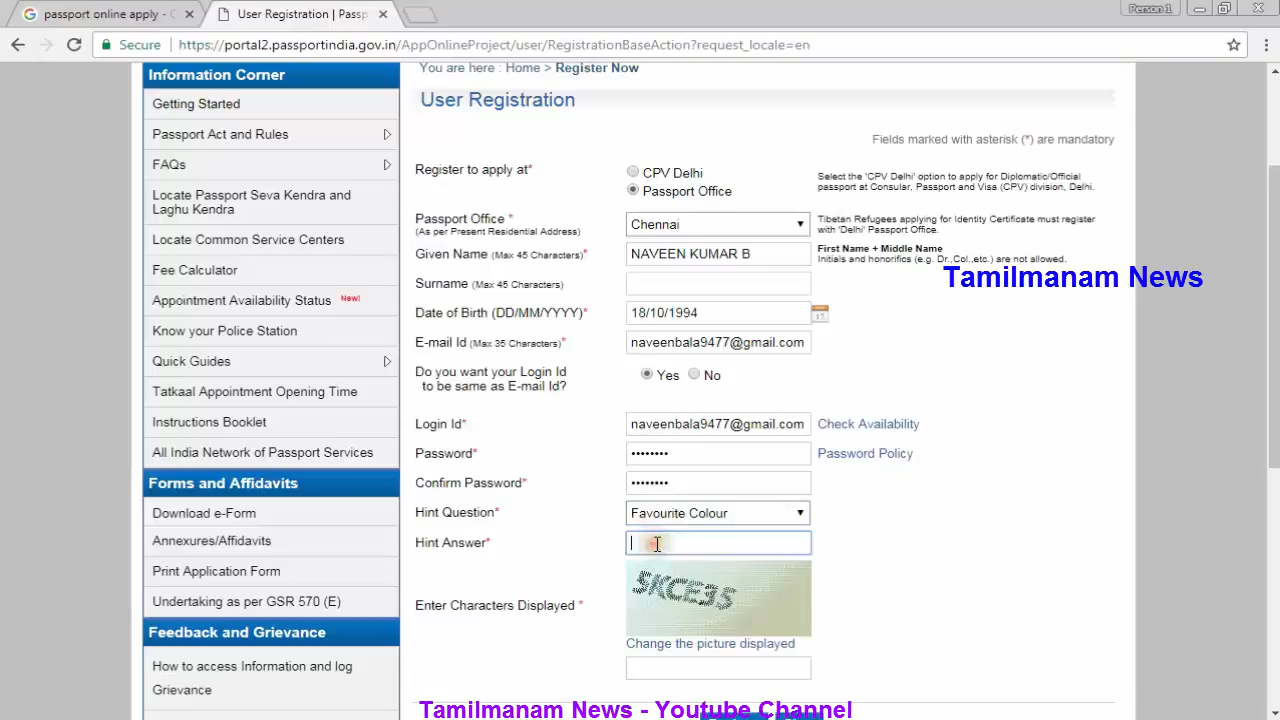 passport online apply - G
User Registration | Passp
Person 1
Secure
https://portal2.passportindia.gov.in/AppOnlineProject/user/RegistrationBaseAction?request_locale=en
Information Corner
Getting Started
Passport Act and Rules
FAQs
Locate Passport Seva Kendra and
Laghu Kendra
Locate Common Service Centers
Fee Calculator
Appointment Availability Status New!
Know your Police Station
Quick Guides
Tatkaal Appointment Opening Time
Instructions Booklet
All India Network of Passport Services
Forms and Affidavits
Download e-Form
Annexures/Affidavits
Print Application Form
Undertaking as per GSR 570 (E)
Feedback and Grievance
How to access Information and log
Grievance
You are here : Home > Register Now
User Registration
Fields marked with asterisk (*) are mandatory
Register to apply at*
CPV Delhi
Passport Office
Select the 'CPV Delhi' option to apply for Diplomatic/Official
passport at Consular, Passport and Visa (CPV) division, Delhi.
Passport Office *
(As per Present Residential Address)
Chennai
Tibetan Refugees applying for Identity Certificate must register
with 'Delhi' Passport Office.
Given Name (Max 45 Characters)*
NAVEEN KUMAR B
First Name + Middle Name
Initials and honorifics (e.g. Dr.,Col.,etc.) are not allowed.
Tamilmanam News
Surname (Max 45 Characters)
Date of Birth (DD/MM/YYYY)*
18/10/1994
17
E-mail Id (Max 35 Characters)*
naveenbala9477@gmail.com
Do you want your Login Id
to be same as E-mail Id?
Yes No
Login Id*
naveenbala9477@gmail.com
Check Availability
Password*
••••••••
Password Policy
Confirm Password*
••••••••
Hint Question*
Favourite Colour
Hint Answer*
Enter Characters Displayed *
5KCE35
Change the picture displayed
Tamilmanam News - Youtube Channel